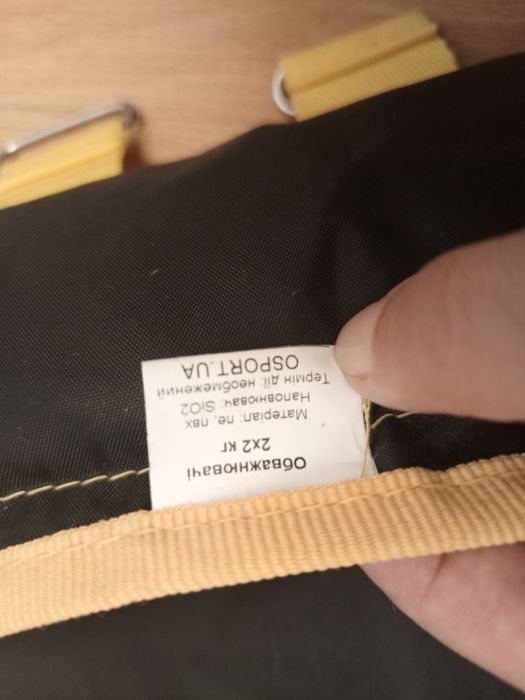 Обважнювачі
2x2 кг
Матеріал: пе, пвх
Наповнювач: SiO2
Термін дії: необмежений
OSPORT.UA